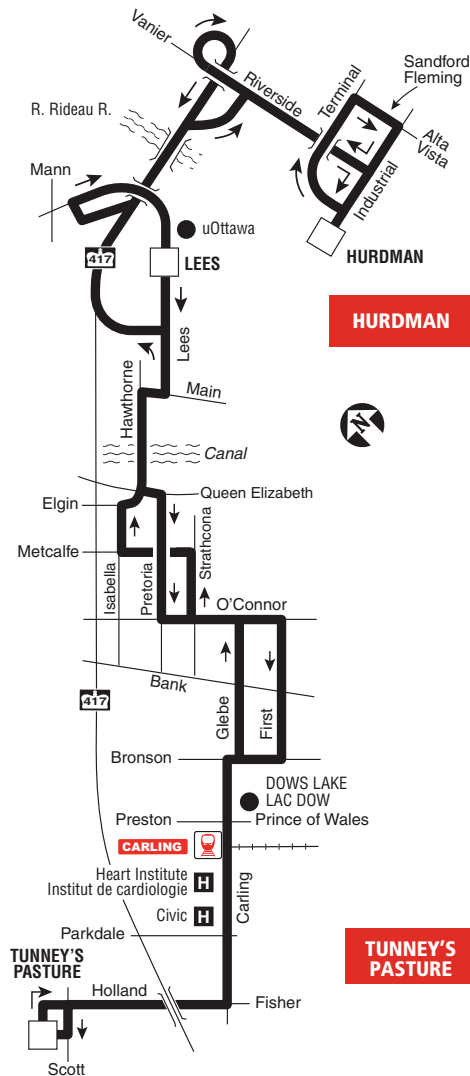 Vanier
Riverside
Terminal
Sandford
Fleming
Alta
Vista
Industrial
R. Rideau R.
Mann
uOttawa
417
LEES
HURDMAN
HURDMAN
Lees
Hawthorne
Main
N
Canal
Queen Elizabeth
Elgin
Metcalfe
Isabella
Pretoria
Strathcona
O'Connor
Bank
417
Glebe
First
Bronson
DOWS LAKE
LAC DOW
Preston
Prince of Wales
CARLING
Heart Institute
Institut de cardiologie
H
Carling
Civic
H
Parkdale
TUNNEY'S
PASTURE
TUNNEY'S
PASTURE
Holland
Fisher
Scott